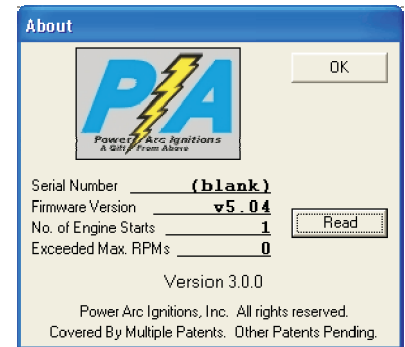 About
PIA
Power Arc Ignitions
A Gift From Above
OK
Serial Number (blank)
Firmware Version v5.04
No. of Engine Starts 1
Exceeded Max. RPMs 0
Read
Version 3.0.0
Power Arc Ignitions, Inc. All rights reserved.
Covered By Multiple Patents. Other Patents Pending.